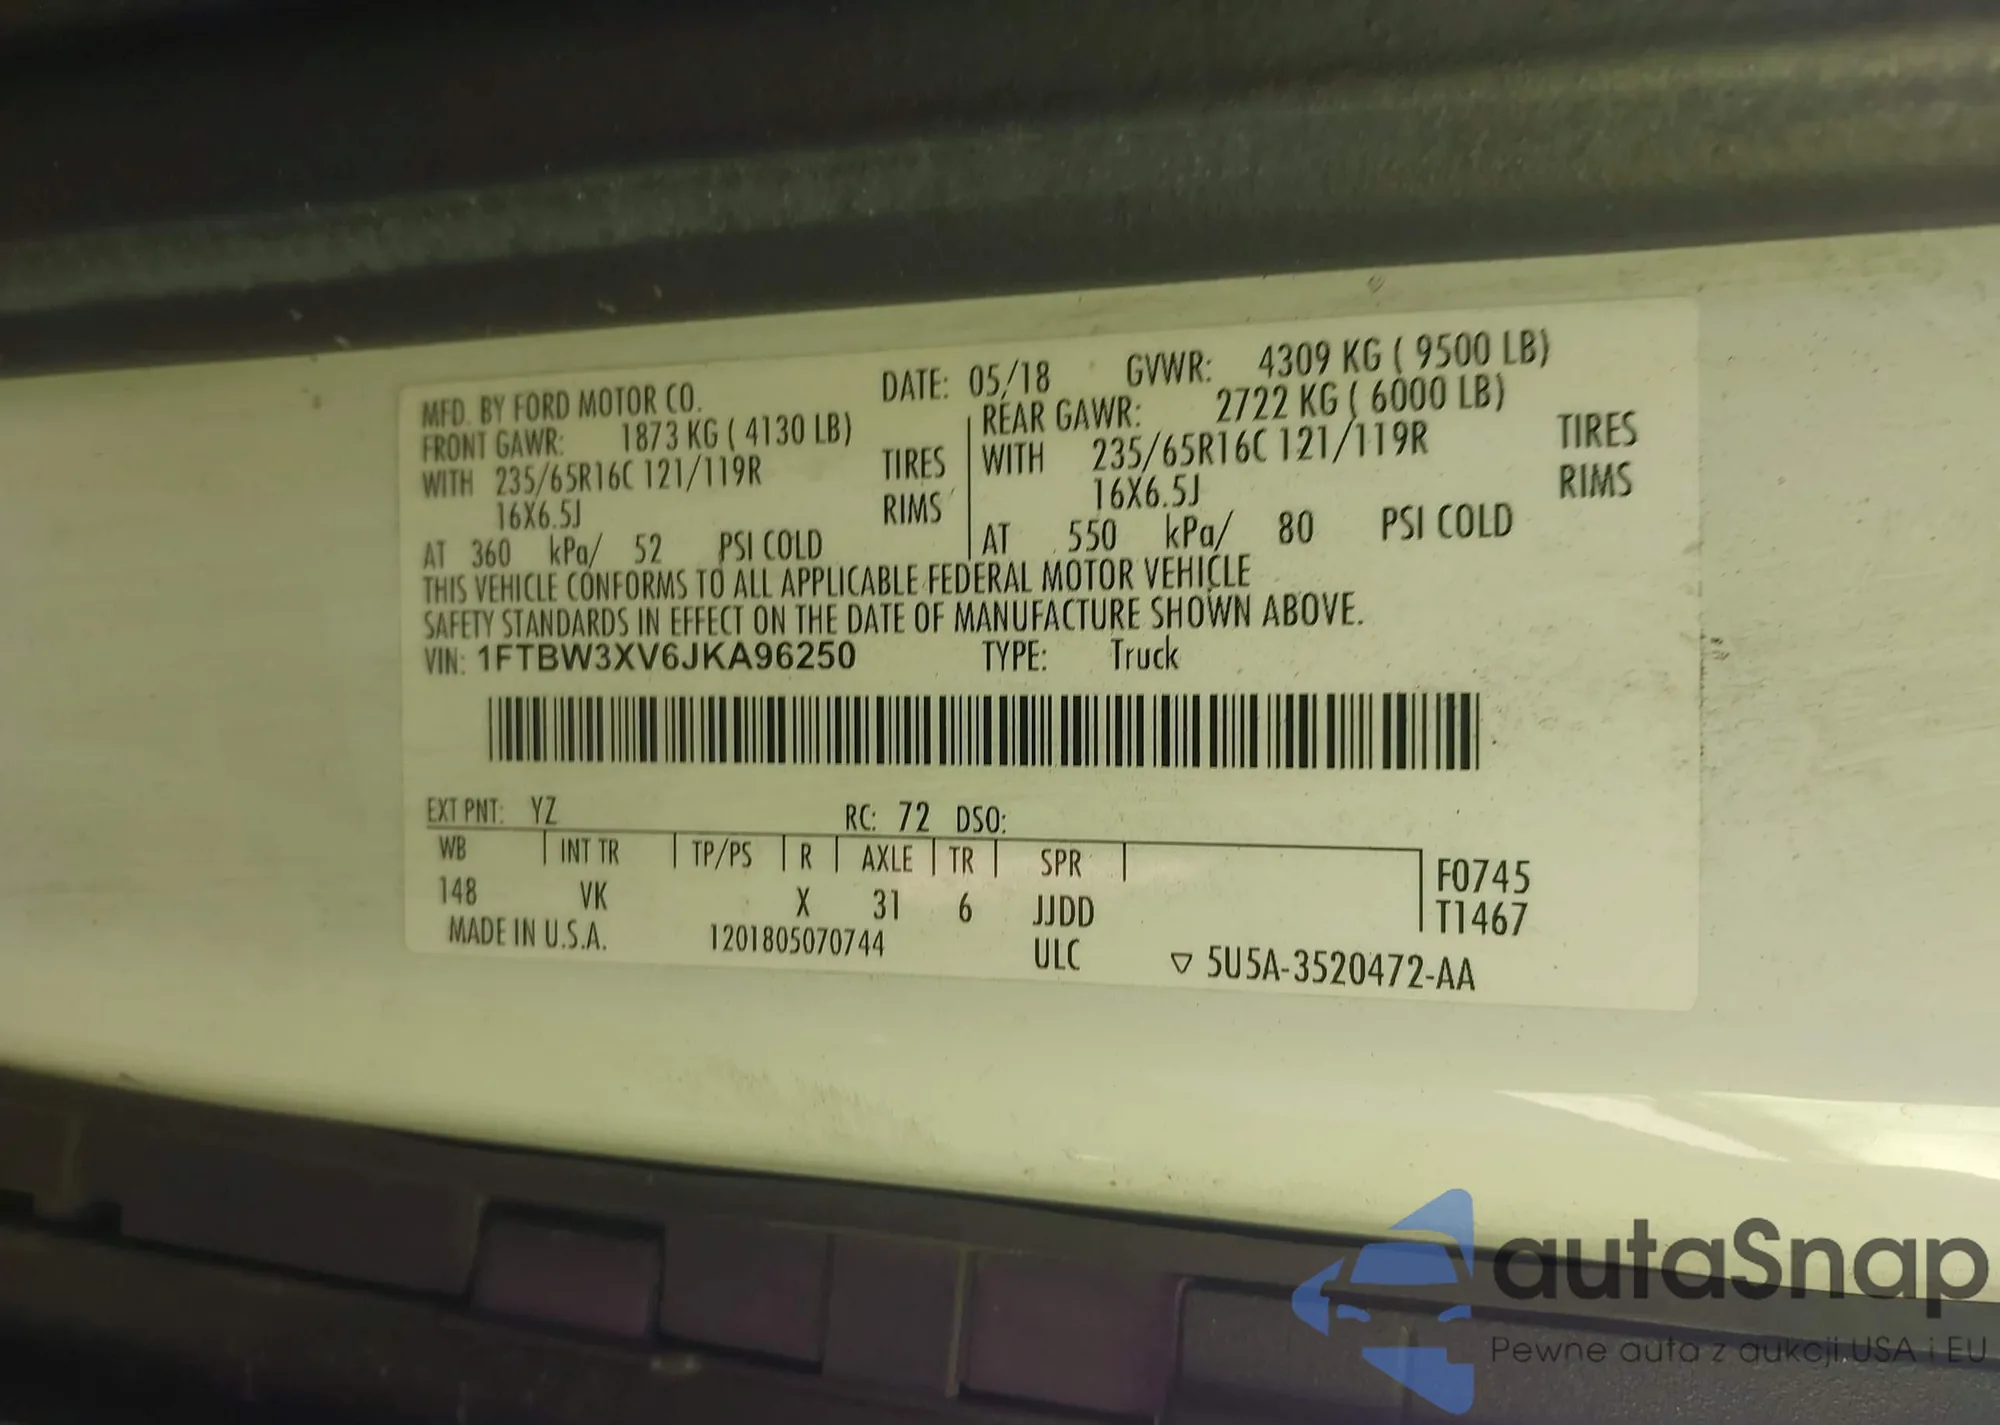 MFD. BY FORD MOTOR CO. DATE: 05/18 GVWR: 4309 KG ( 9500 LB)
FRONT GAWR: 1873 KG ( 4130 LB) REAR GAWR: 2722 KG ( 6000 LB)
WITH 235/65R16C 121/119R TIRES WITH 235/65R16C 121/119R TIRES
16X6.5J RIMS 16X6.5J RIMS
AT 360 kPa/ 52 PSI COLD AT 550 kPa/ 80 PSI COLD
THIS VEHICLE CONFORMS TO ALL APPLICABLE FEDERAL MOTOR VEHICLE
SAFETY STANDARDS IN EFFECT ON THE DATE OF MANUFACTURE SHOWN ABOVE.
VIN: 1FTBW3XV6JKA96250 TYPE: Truck
EXT PNT: YZ RC: 72 DSO:
WB INT TR TP/PS R AXLE TR SPR F0745
148 VK X 31 6 JJDD T1467
MADE IN U.S.A. 1201805070744 ULC ▽ 5U5A-3520472-AA
autaSnap
Pewne auta z aukcji USA i EU